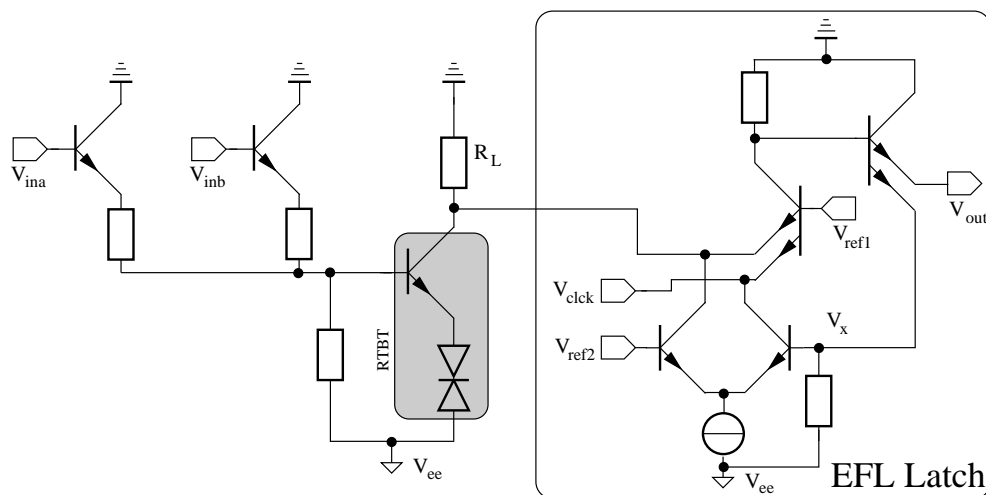 V_ina
V_inb
R_L
RTBT
V_ee
V_out
V_ref1
V_clck
V_x
V_ref2
V_ee
EFL Latch